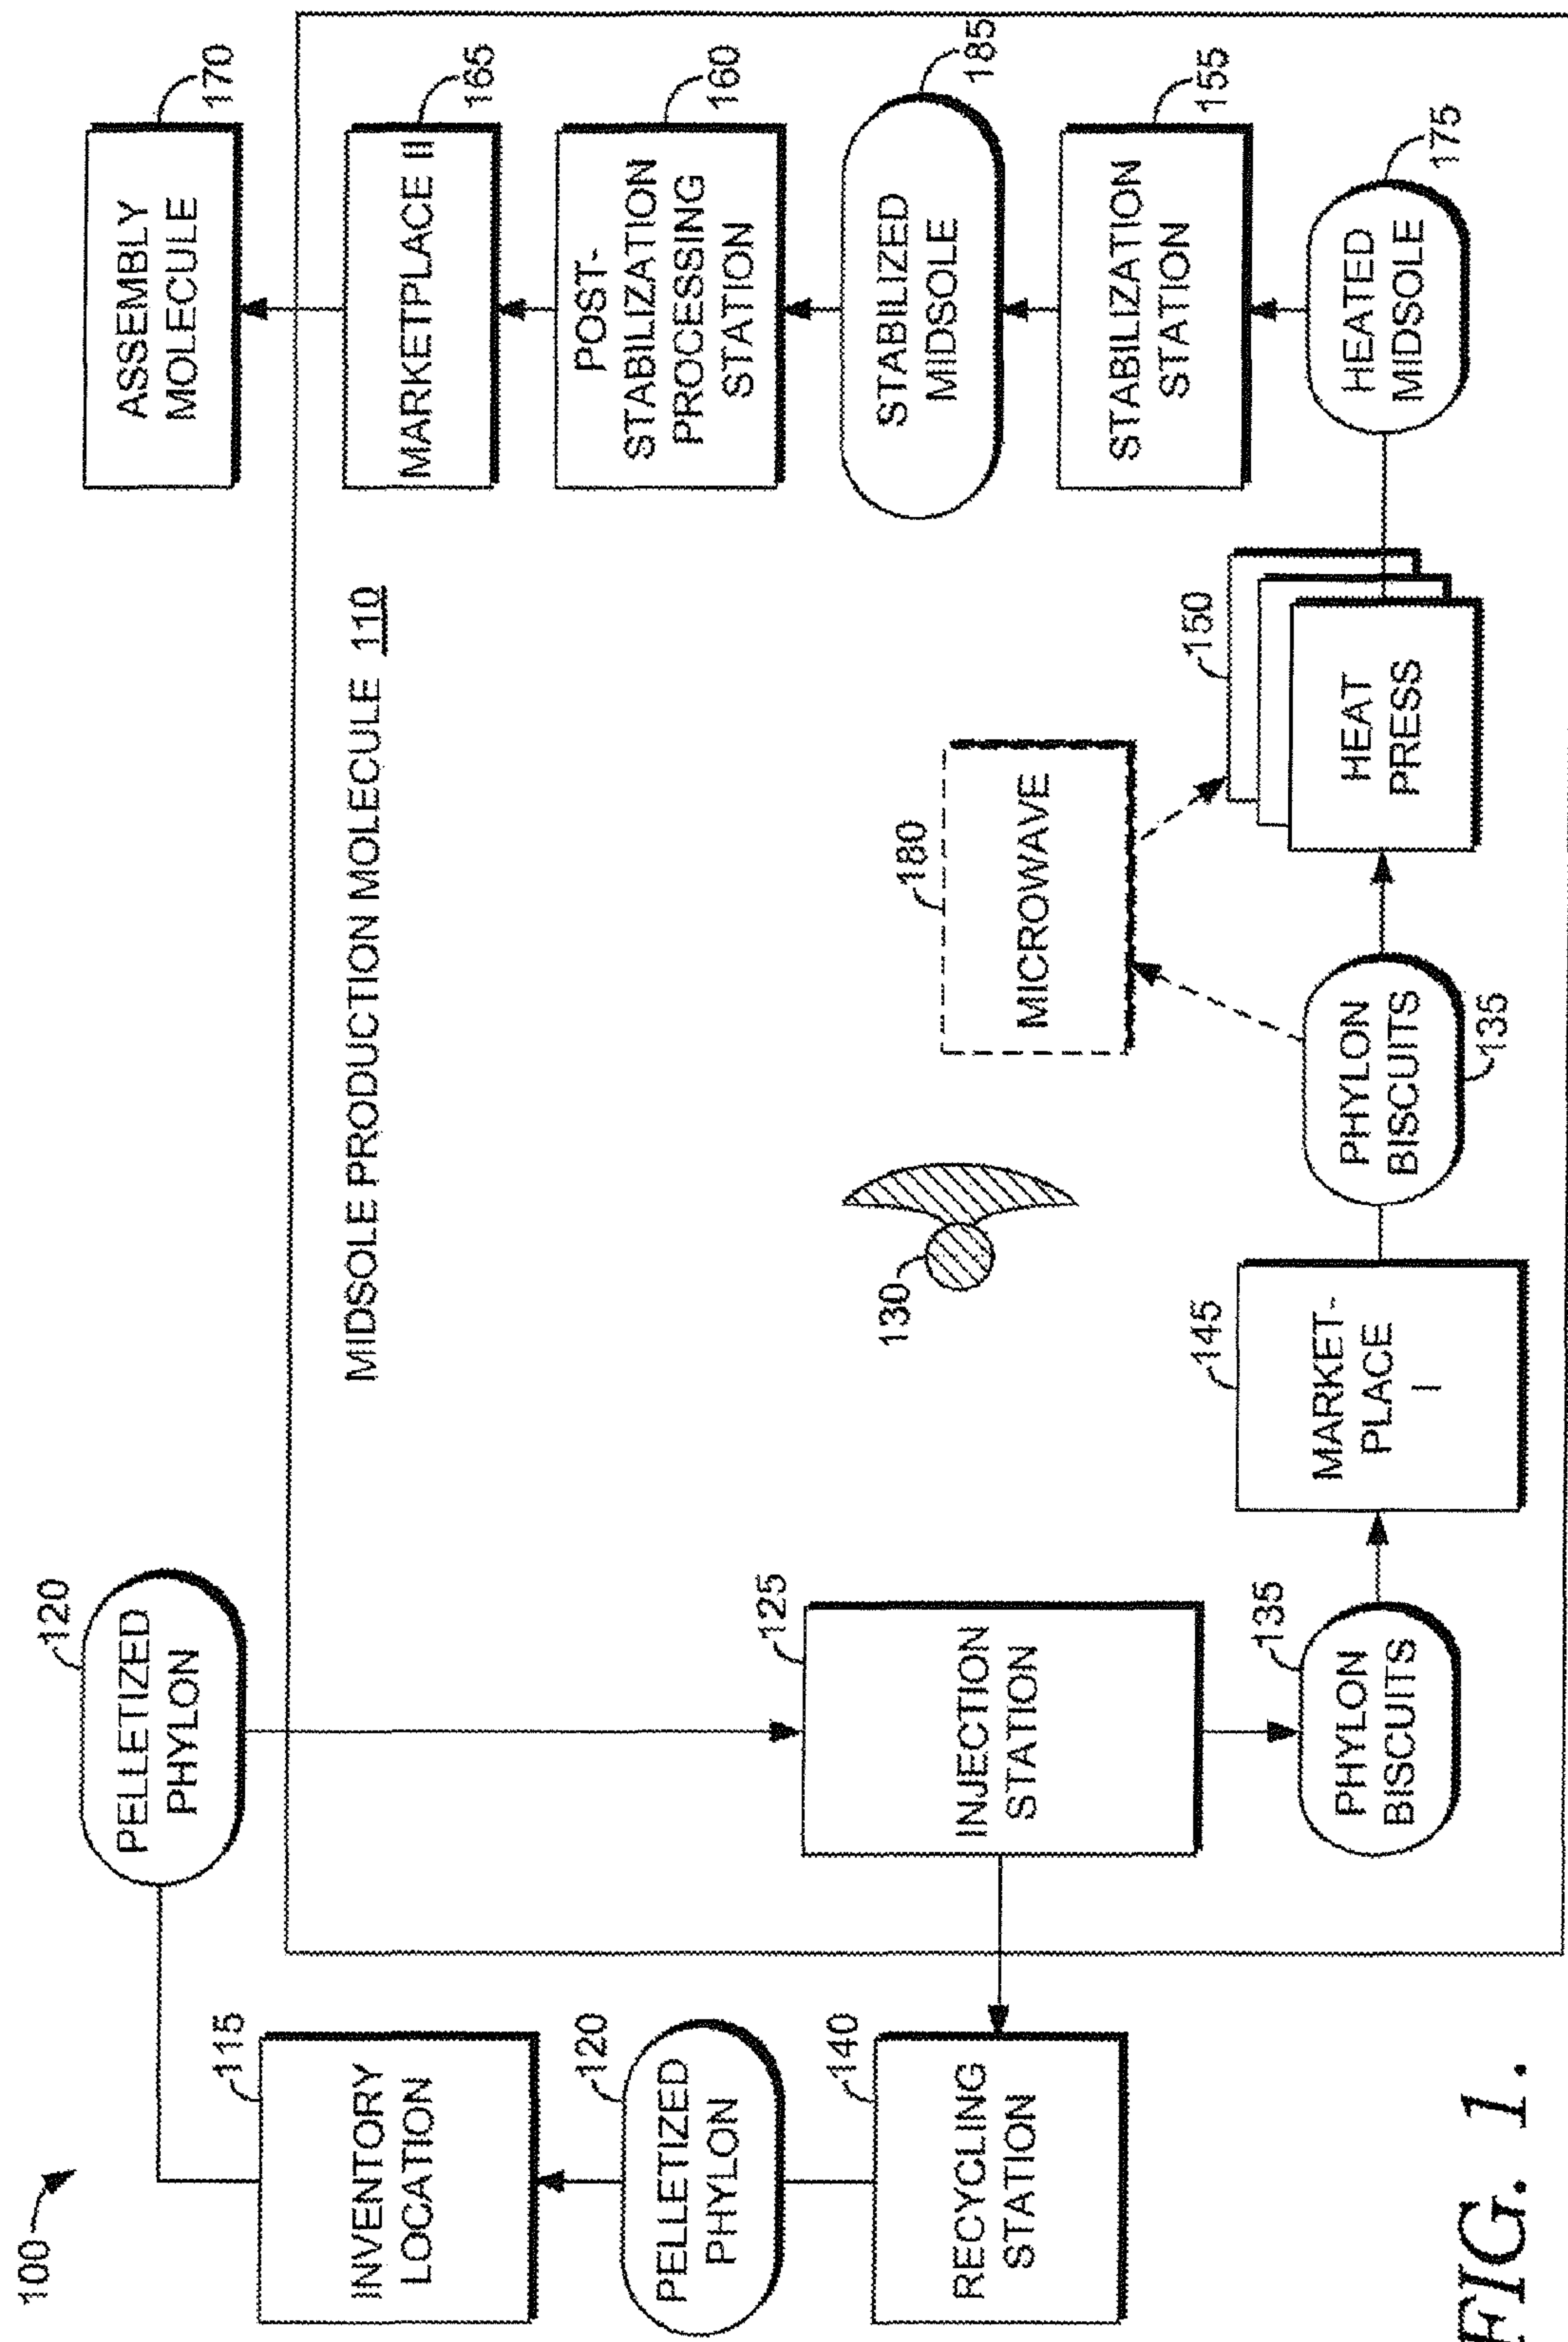 100
120
PELLETIZED
PHYLON
170
ASSEMBLY
MOLECULE
115
INVENTORY
LOCATION
MIDSOLE PRODUCTION MOLECULE 110
165
MARKETPLACE II
120
PELLETIZED
PHYLON
160
POST-
STABILIZATION
PROCESSING
STATION
140
RECYCLING
STATION
125
INJECTION
STATION
130
180
MICROWAVE
185
STABILIZED
MIDSOLE
155
STABILIZATION
STATION
135
PHYLON
BISCUITS
145
MARKET-
PLACE
I
PHYLON
BISCUITS
135
150
HEAT
PRESS
175
HEATED
MIDSOLE
FIG. 1.